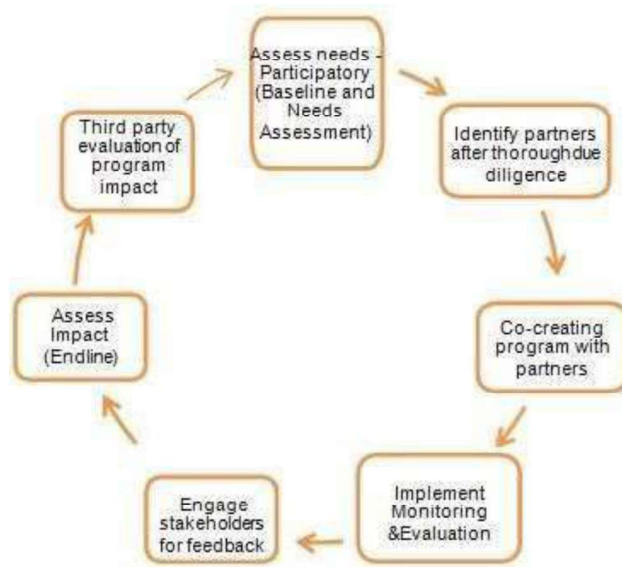 Assess needs -
Participatory
(Baseline and
Needs
Assessment)
Identify partners
after thoroughdue
diligence
Co-creating
program with
partners
Implement
Monitoring
&Evaluation
Engage
stakeholders
for feedback
Assess
Impact
(Endline)
Third party
evaluation of
program
impact